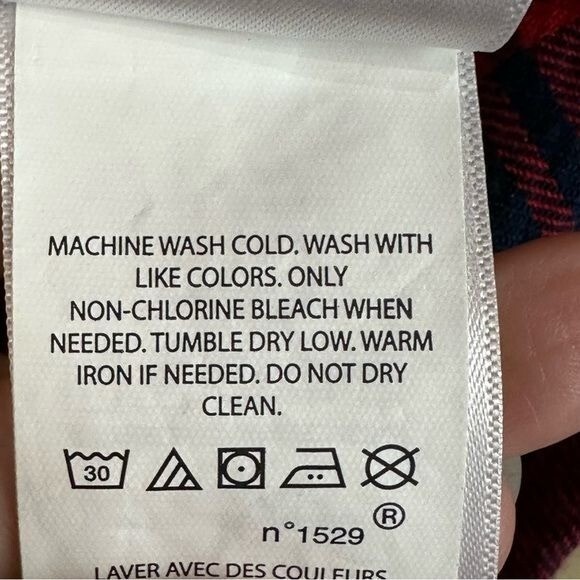 MACHINE WASH COLD. WASH WITH
LIKE COLORS. ONLY
NON-CHLORINE BLEACH WHEN
NEEDED. TUMBLE DRY LOW. WARM
IRON IF NEEDED. DO NOT DRY
CLEAN.
30
®
n°1529
LAVER AVEC DES COULEURS